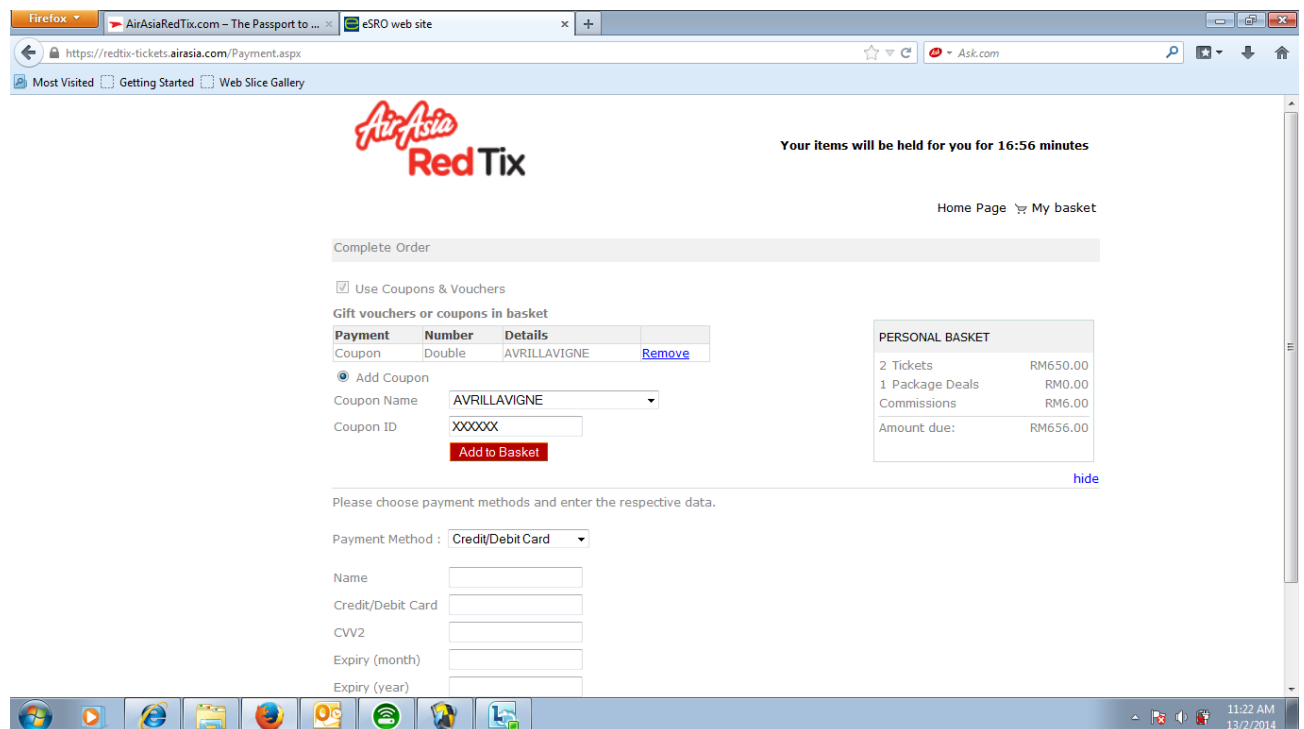 Firefox
AirAsiaRedTix.com – The Passport to ...
eSRO web site
https://redtix-tickets.airasia.com/Payment.aspx
Ask.com
Most Visited Getting Started Web Slice Gallery
AirAsia
RedTix
Your items will be held for you for 16:56 minutes
Home Page My basket
Complete Order
Use Coupons & Vouchers
Gift vouchers or coupons in basket
Payment Number Details
Coupon Double AVRILLAVIGNE Remove
Add Coupon
Coupon Name AVRILLAVIGNE
Coupon ID XXXXXX
Add to Basket
PERSONAL BASKET
2 Tickets RM650.00
1 Package Deals RM0.00
Commissions RM6.00
Amount due: RM656.00
hide
Please choose payment methods and enter the respective data.
Payment Method : Credit/Debit Card
Name
Credit/Debit Card
CVV2
Expiry (month)
Expiry (year)
11:22 AM
13/2/2014